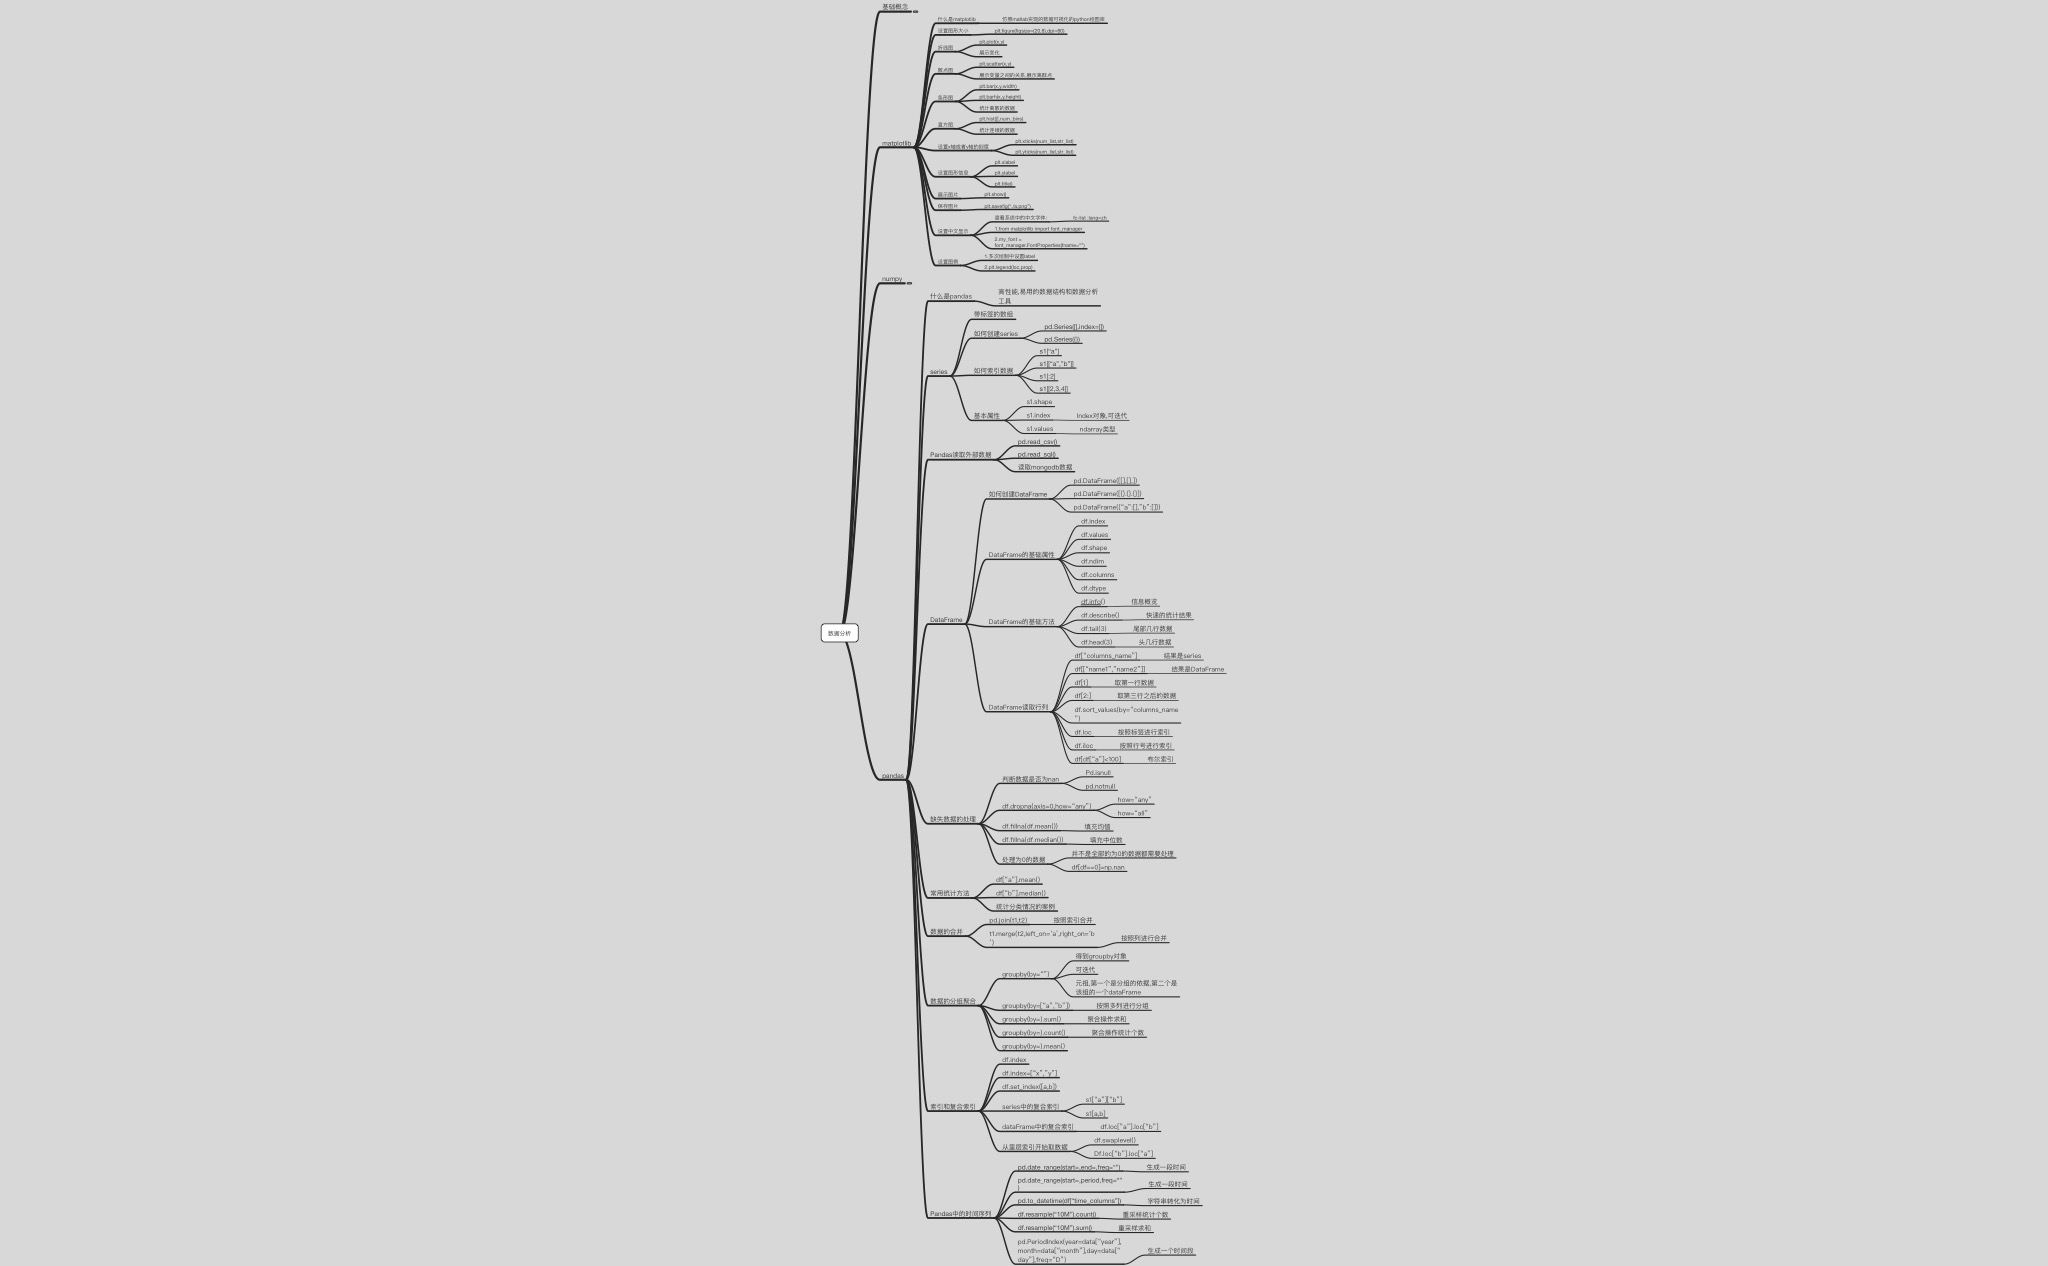 基础概念
matplotlib
什么是matplotlib
仿照matlab实现的数据可视化的python绘图库
设置图形大小
plt.figure(figsize=(20,8),dpi=80)
折线图
plt.plot(x,y)
展示变化
散点图
plt.scatter(x,y)
展示变量之间的关系,展示离群点
条形图
plt.bar(x,y,width)
plt.barh(x,y,height)
统计离散的数据
直方图
plt.hist([],num_bins)
统计连续的数据
设置x轴或者y轴的刻度
plt.xticks(num_list,str_list)
plt.yticks(num_list,str_list)
设置图形信息
plt.xlabel
plt.title()
展示图片
plt.show()
保存图片
plt.savefig("./a.png")
设置中文显示
查看系统中的中文字体:
fc-list :lang=zh
1.from matplotlib import font_manager
2.my_font =
font_manager.FontProperties(fname="")
设置图例
1.多次绘制中设置label
2.plt.legend(loc,prop)
numpy
数据分析
pandas
什么是pandas
高性能,易用的数据结构和数据分析
工具
series
带标签的数组
如何创建series
pd.Series([],index=[])
pd.Series({})
如何索引数据
s1["a"]
s1[["a","b"]]
s1[:2]
s1[[2,3,4]]
基本属性
s1.shape
s1.index
Index对象,可迭代
s1.values
ndarray类型
Pandas读取外部数据
pd.read_csv()
pd.read_sql()
读取mongodb数据
DataFrame
如何创建DataFrame
pd.DataFrame([[],[],])
pd.DataFrame([{},{},{}])
pd.DataFrame({"a":[],"b":[]})
DataFrame的基础属性
df.index
df.values
df.shape
df.ndim
df.columns
df.dtype
DataFrame的基础方法
df.info()
信息概览
df.describe()
快速的统计结果
df.tail(3)
尾部几行数据
df.head(3)
头几行数据
DataFrame读取行列
df["columns_name"]
结果是series
df[["name1","name2"]]
结果是DataFrame
df[1]
取第一行数据
df[2:]
取第三行之后的数据
df.sort_values(by="columns_name
")
df.loc
按照标签进行索引
df.iloc
按照行号进行索引
df[df["a"]<100]
布尔索引
缺失数据的处理
判断数据是否为nan
Pd.isnull
pd.notnull
df.dropna(axis=0,how="any")
how="any"
how="all"
df.fillna(df.mean())
填充均值
df.fillna(df.median())
填充中位数
处理为0的数据
并不是全部的为0的数据都需要处理
df[df==0]=np.nan
常用统计方法
df["a"].mean()
df["b"].median()
统计分类情况的案例
数据的合并
pd.join(t1,t2)
按照索引合并
t1.merge(t2,left_on='a',right_on='b
')
按照列进行合并
数据的分组聚合
groupby(by="")
得到groupby对象
可迭代
元组,第一个是分组的依据,第二个是
该组的一个dataFrame
groupby(by=["a","b"])
按照多列进行分组
groupby(by=).sum()
聚合操作求和
groupby(by=).count()
聚合操作统计个数
groupby(by=).mean()
索引和复合索引
df.index
df.index=["x","y"]
df.set_index([a,b])
series中的复合索引
s1["a"]["b"]
s1[a,b]
dataFrame中的复合索引
df.loc["a"].loc["b"]
从里层索引开始取数据
df.swaplevel()
Df.loc["b"].loc["a"]
Pandas中的时间序列
pd.date_range(start=,end=,freq="")
生成一段时间
pd.date_range(start=,period,freq=""
)
生成一段时间
pd.to_datetime(df["time_columns"])
字符串转化为时间
df.resample("10M").count()
重采样统计个数
df.resample("10M").sum()
重采样求和
pd.PeriodIndex(year=data["year"],
month=data["month"],day=data["
day"],freq="D")
生成一个时间段